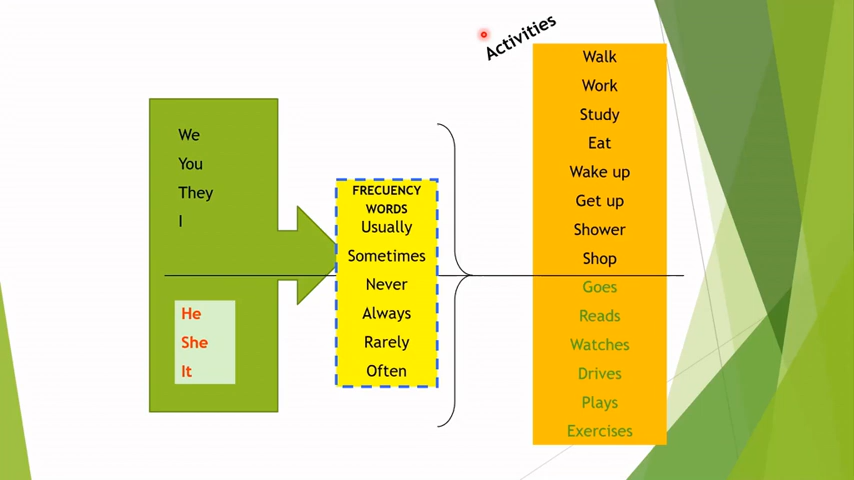 Activities
We
You
They
I
He
She
It
FRECUENCY
WORDS
Usually
Sometimes
Never
Always
Rarely
Often
Walk
Work
Study
Eat
Wake up
Get up
Shower
Shop
Goes
Reads
Watches
Drives
Plays
Exercises